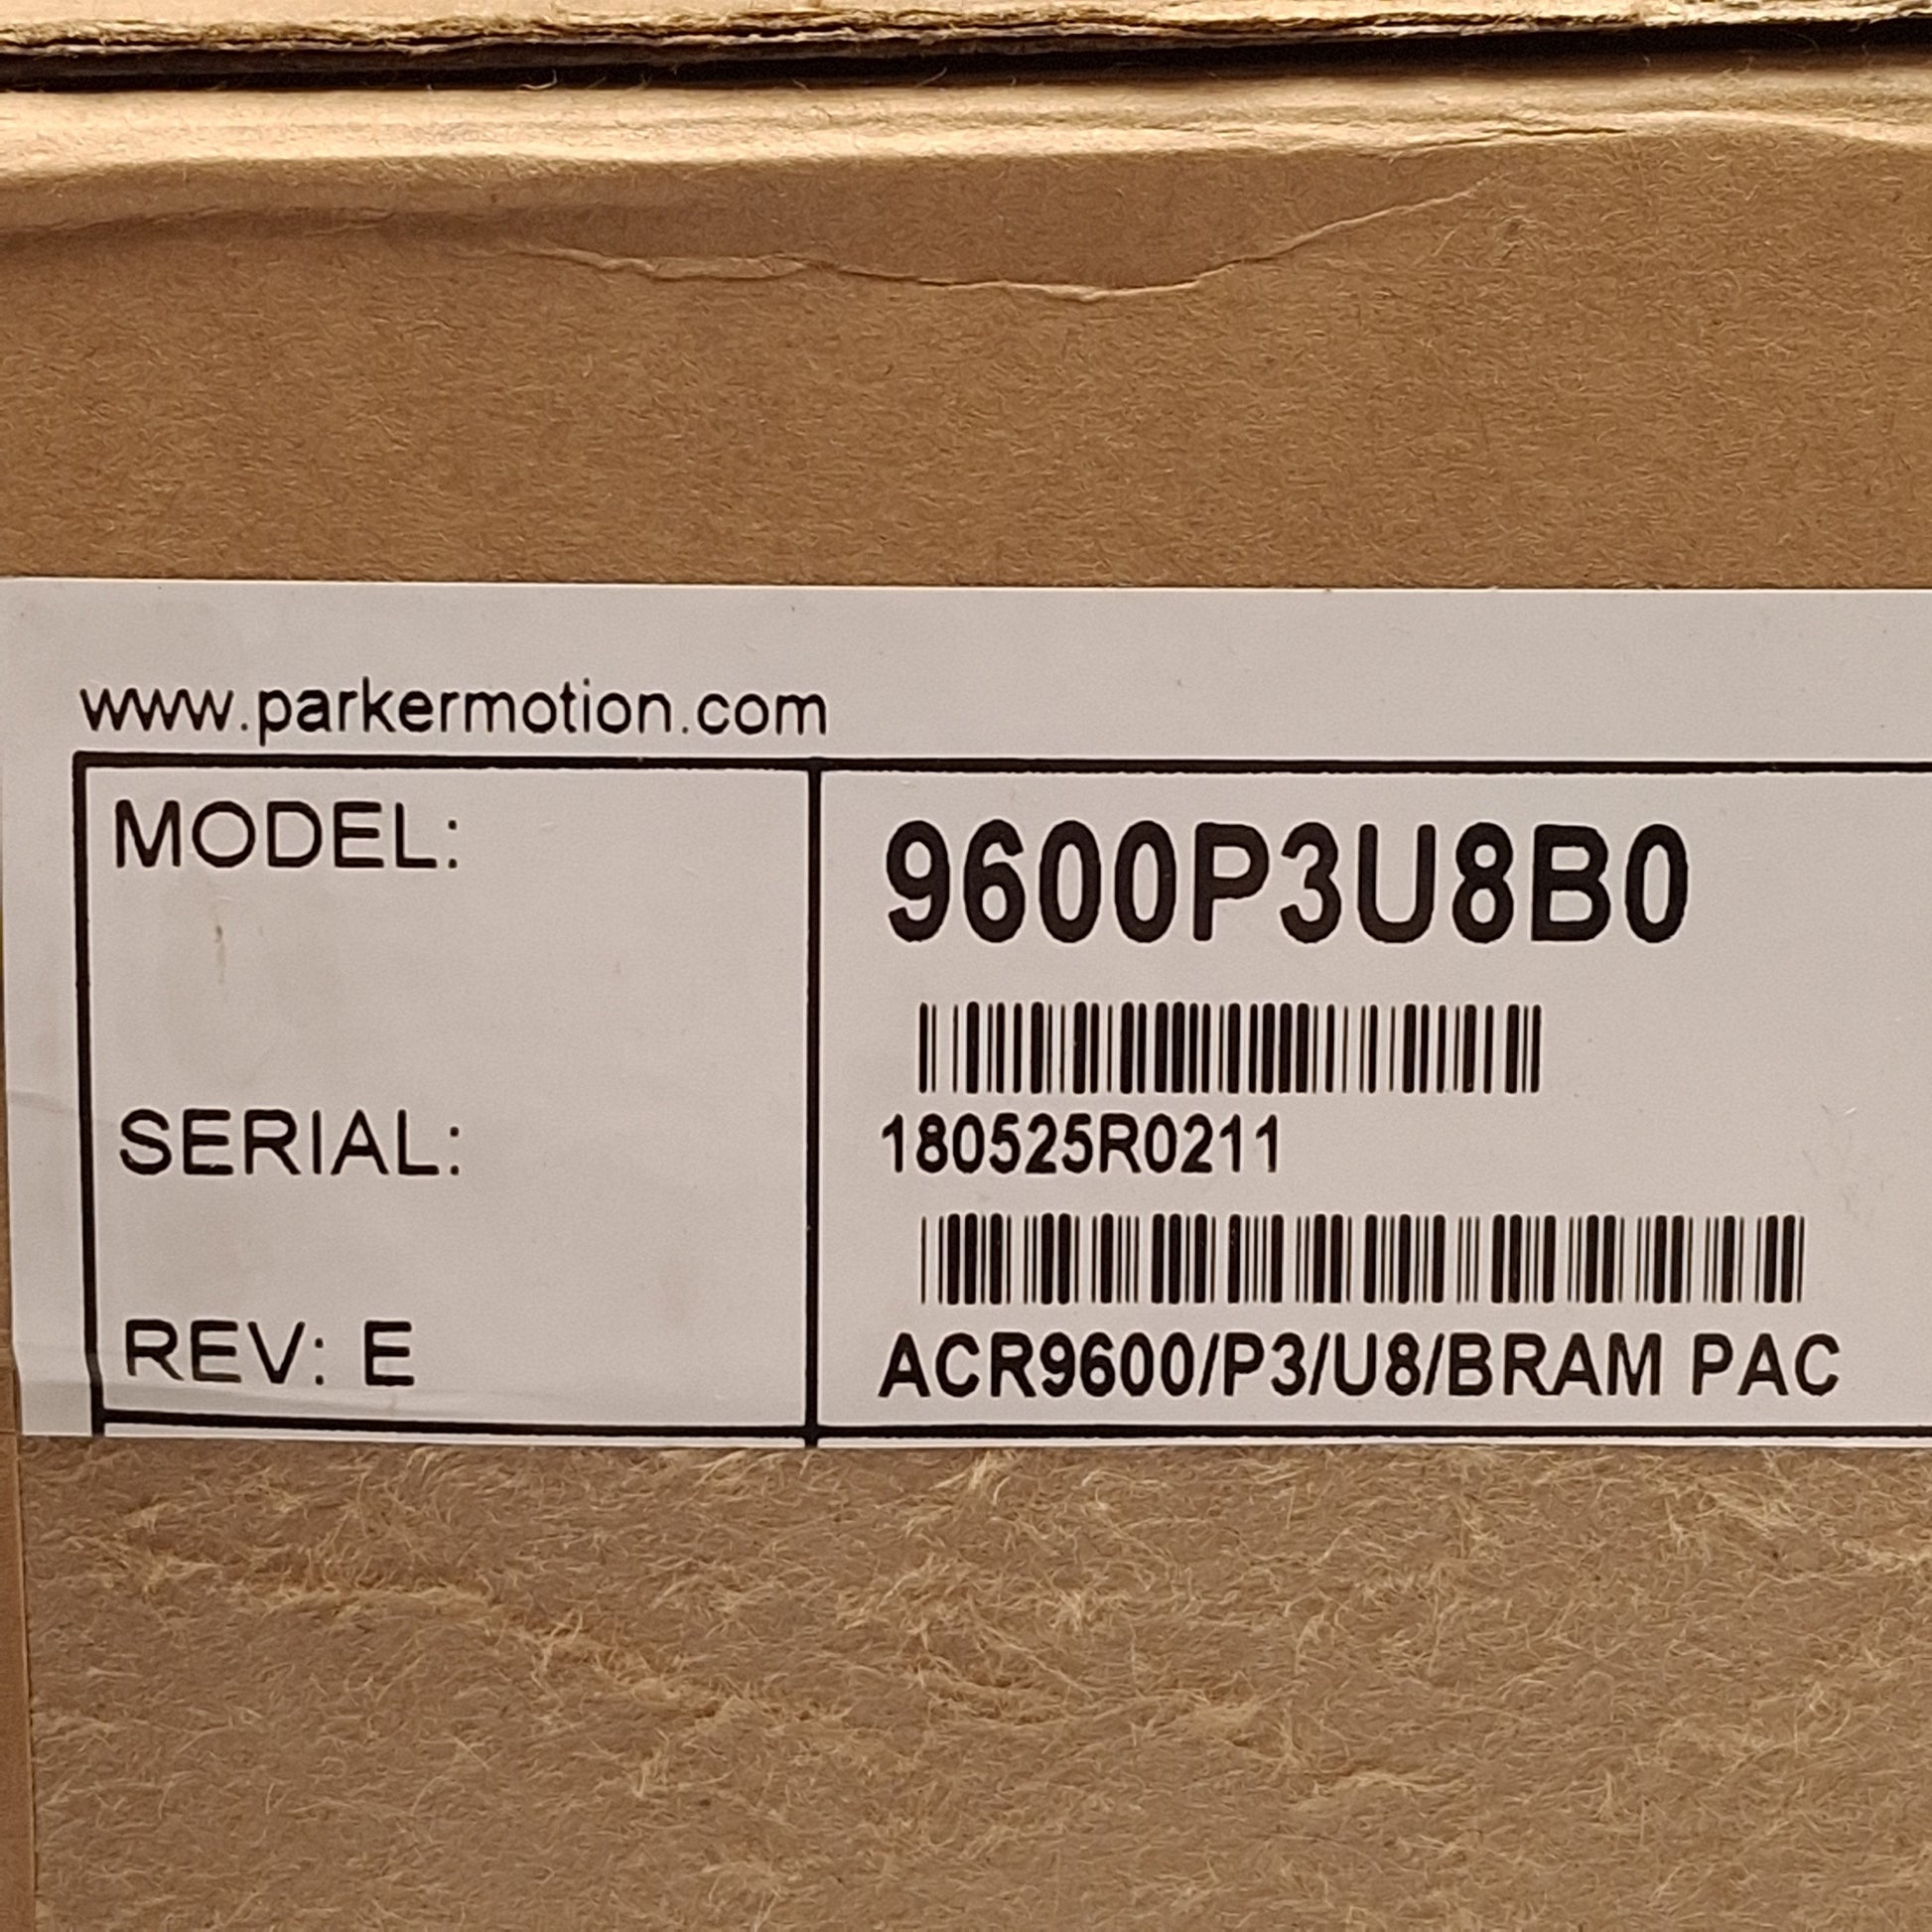 www.parkermotion.com
MODEL: 9600P3U8B0
SERIAL: 180525R0211
REV: E ACR9600/P3/U8/BRAM PAC